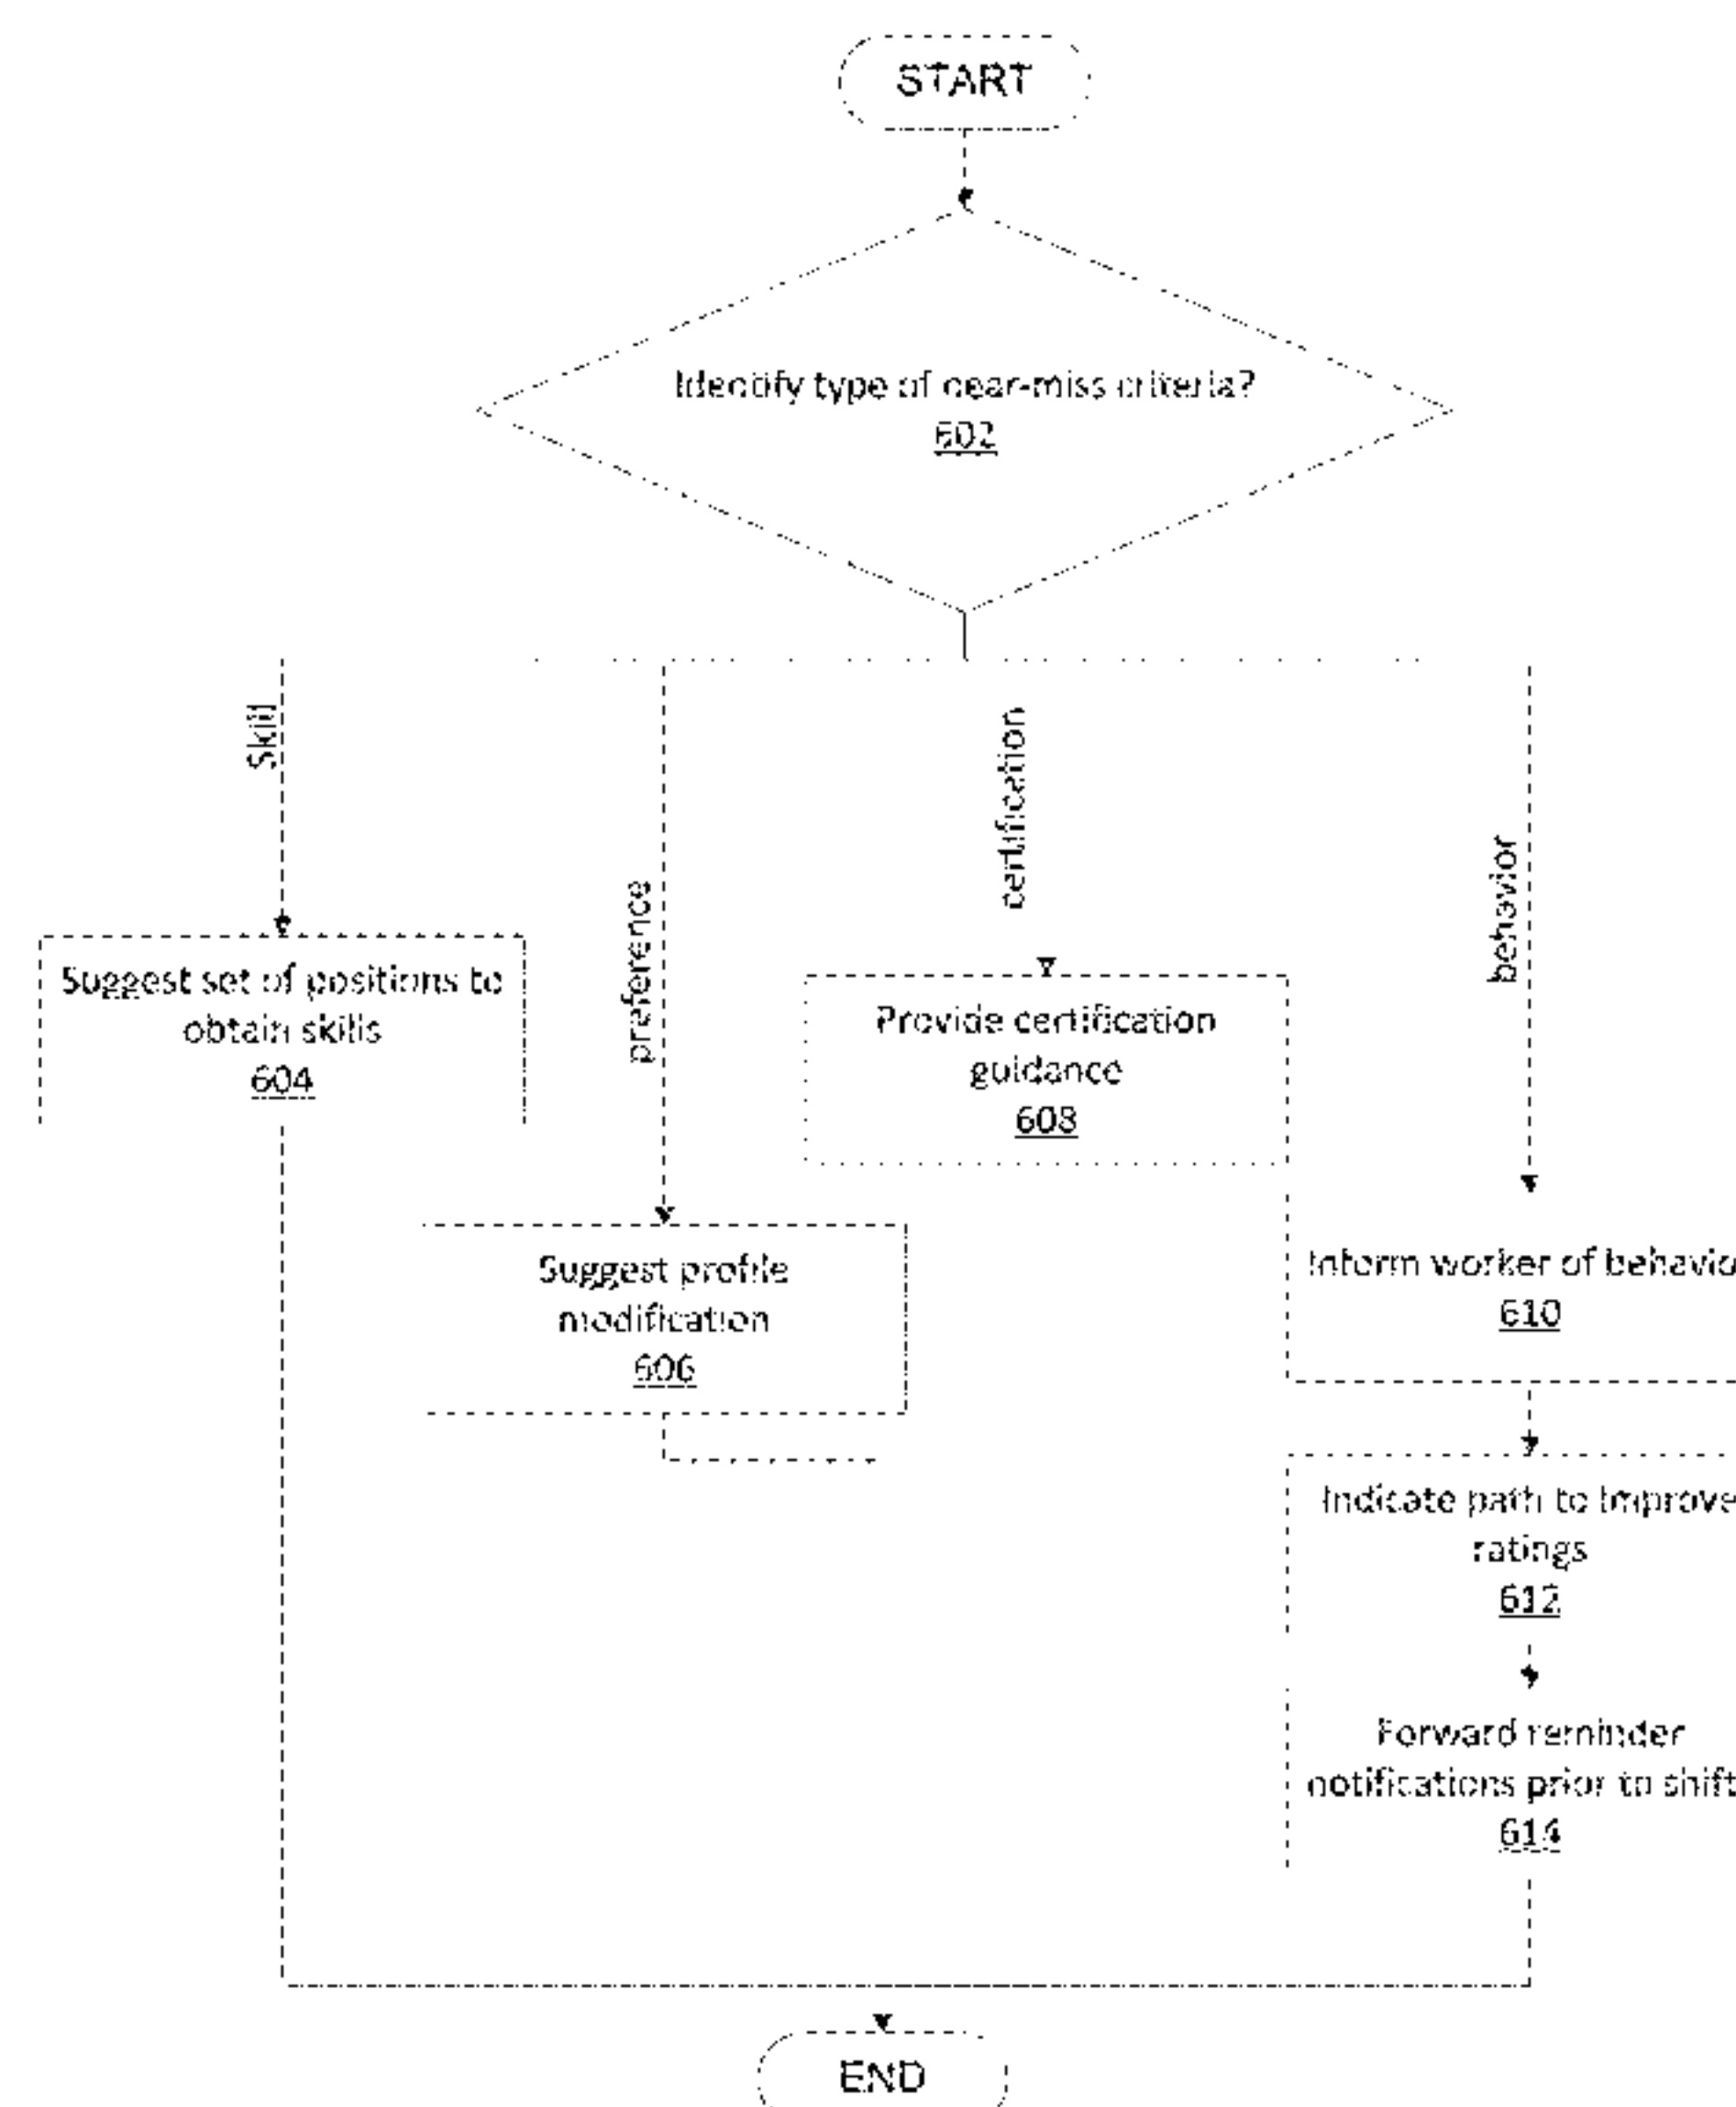 START
Identify type of near-miss criteria?
602
Skill
preference
certification
behavior
Suggest set of positions to
obtain skills
604
Provide certification
guidance
608
Suggest profile
modification
606
Inform worker of behavio
610
Indicate path to improve
ratings
612
Forward reminder
notifications prior to shift
614
END